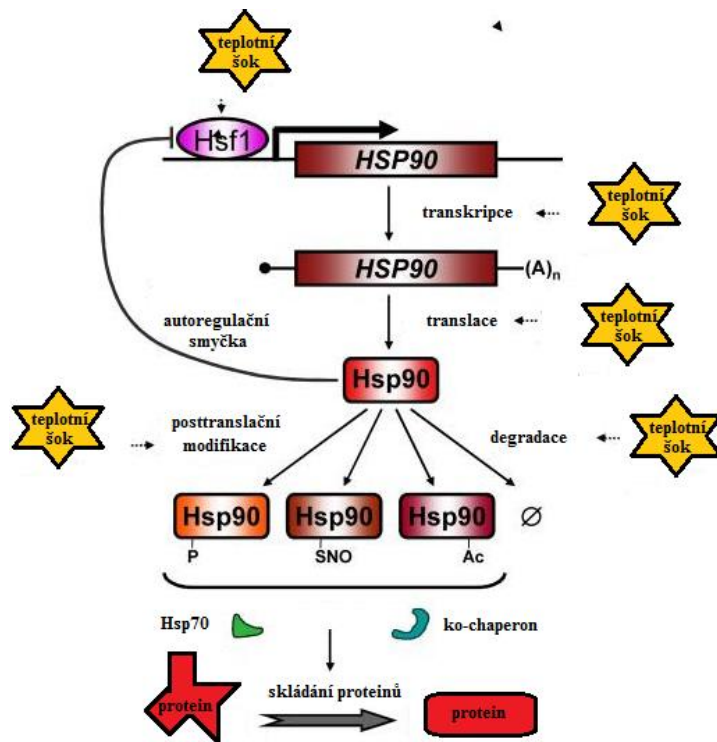 teplotní
šok
Hsf1
HSP90
transkripce
teplotní
šok
HSP90
(A)n
translace
teplotní
šok
autoregulační
smyčka
Hsp90
teplotní
šok
posttranslační
modifikace
degradace
teplotní
šok
Hsp90
Hsp90
Hsp90
∅
P
SNO
Ac
Hsp70
ko-chaperon
protein
skládání proteinů
protein